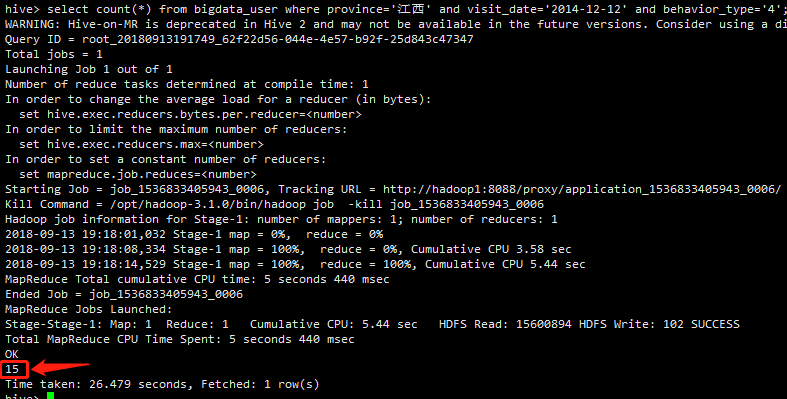 hive> select count(*) from bigdata_user where province='江西' and visit_date='2014-12-12' and behavior_type='4';
WARNING: Hive-on-MR is deprecated in Hive 2 and may not be available in the future versions. Consider using a di
Query ID = root_20180913191749_62f22d56-044e-4e57-b92f-25d843c47347
Total jobs = 1
Launching Job 1 out of 1
Number of reduce tasks determined at compile time: 1
In order to change the average load for a reducer (in bytes):
  set hive.exec.reducers.bytes.per.reducer=<number>
In order to limit the maximum number of reducers:
  set hive.exec.reducers.max=<number>
In order to set a constant number of reducers:
  set mapreduce.job.reduces=<number>
Starting Job = job_1536833405943_0006, Tracking URL = http://hadoop1:8088/proxy/application_1536833405943_0006/
Kill Command = /opt/hadoop-3.1.0/bin/hadoop job  -kill job_1536833405943_0006
Hadoop job information for Stage-1: number of mappers: 1; number of reducers: 1
2018-09-13 19:18:01,032 Stage-1 map = 0%,  reduce = 0%
2018-09-13 19:18:08,334 Stage-1 map = 100%,  reduce = 0%, Cumulative CPU 3.58 sec
2018-09-13 19:18:14,529 Stage-1 map = 100%,  reduce = 100%, Cumulative CPU 5.44 sec
MapReduce Total cumulative CPU time: 5 seconds 440 msec
Ended Job = job_1536833405943_0006
MapReduce Jobs Launched:
Stage-Stage-1: Map: 1  Reduce: 1   Cumulative CPU: 5.44 sec   HDFS Read: 15600894 HDFS Write: 102 SUCCESS
Total MapReduce CPU Time Spent: 5 seconds 440 msec
OK
15
Time taken: 26.479 seconds, Fetched: 1 row(s)
hive>